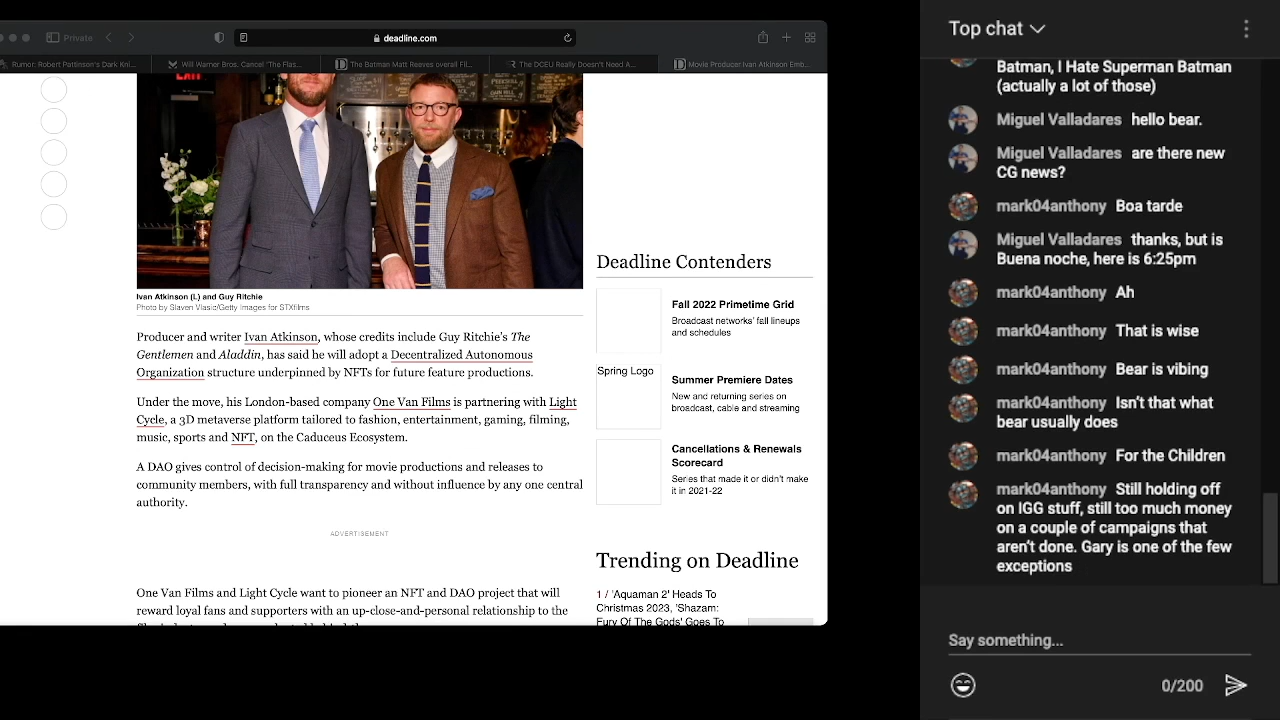 Private
deadline.com
Rumor: Robert Pattinson's Dark Kni...
Will Warner Bros. Cancel "The Flas...
The Batman Matt Reeves overall Fil...
The DCEU Really Doesn't Need A...
Movie Producer Ivan Atkinson Emb...
EXIT
Ivan Atkinson (L) and Guy Ritchie
Photo by Slaven Vlasic/Getty Images for STXfilms
Producer and writer Ivan Atkinson, whose credits include Guy Ritchie's The
Gentlemen and Aladdin, has said he will adopt a Decentralized Autonomous
Organization structure underpinned by NFTs for future feature productions.
Under the move, his London-based company One Van Films is partnering with Light
Cycle, a 3D metaverse platform tailored to fashion, entertainment, gaming, filming,
music, sports and NFT, on the Caduceus Ecosystem.
A DAO gives control of decision-making for movie productions and releases to
community members, with full transparency and without influence by any one central
authority.
ADVERTISEMENT
One Van Films and Light Cycle want to pioneer an NFT and DAO project that will
reward loyal fans and supporters with an up-close-and-personal relationship to the
Deadline Contenders
Fall 2022 Primetime Grid
Broadcast networks' fall lineups
and schedules
Spring Logo
Summer Premiere Dates
New and returning series on
broadcast, cable and streaming
Cancellations & Renewals
Scorecard
Series that made it or didn't make
it in 2021-22
Trending on Deadline
1 / 'Aquaman 2' Heads To
Christmas 2023, 'Shazam:
Fury Of The Gods' Goes To
Top chat
Batman, I Hate Superman Batman
(actually a lot of those)
Miguel Valladares hello bear.
Miguel Valladares are there new
CG news?
mark04anthony Boa tarde
Miguel Valladares thanks, but is
Buena noche, here is 6:25pm
mark04anthony Ah
mark04anthony That is wise
mark04anthony Bear is vibing
mark04anthony Isn't that what
bear usually does
mark04anthony For the Children
mark04anthony Still holding off
on IGG stuff, still too much money
on a couple of campaigns that
aren't done. Gary is one of the few
exceptions
Say something...
0/200